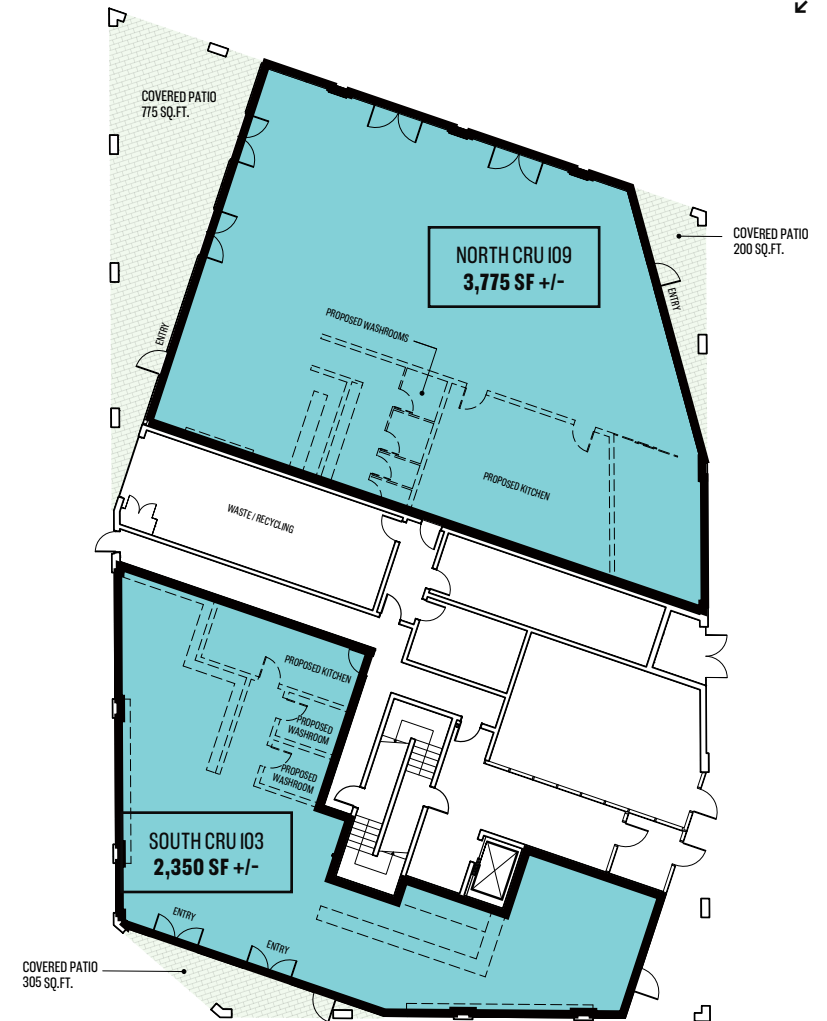 COVERED PATIO
775 SQ.FT.
NORTH CRU 109
3,775 SF +/-
COVERED PATIO
200 SQ.FT.
ENTRY
PROPOSED WASHROOMS
ENTRY
PROPOSED KITCHEN
WASTE / RECYCLING
PROPOSED KITCHEN
PROPOSED
WASHROOM
PROPOSED
WASHROOM
SOUTH CRU 103
2,350 SF +/-
ENTRY
ENTRY
COVERED PATIO
305 SQ.FT.